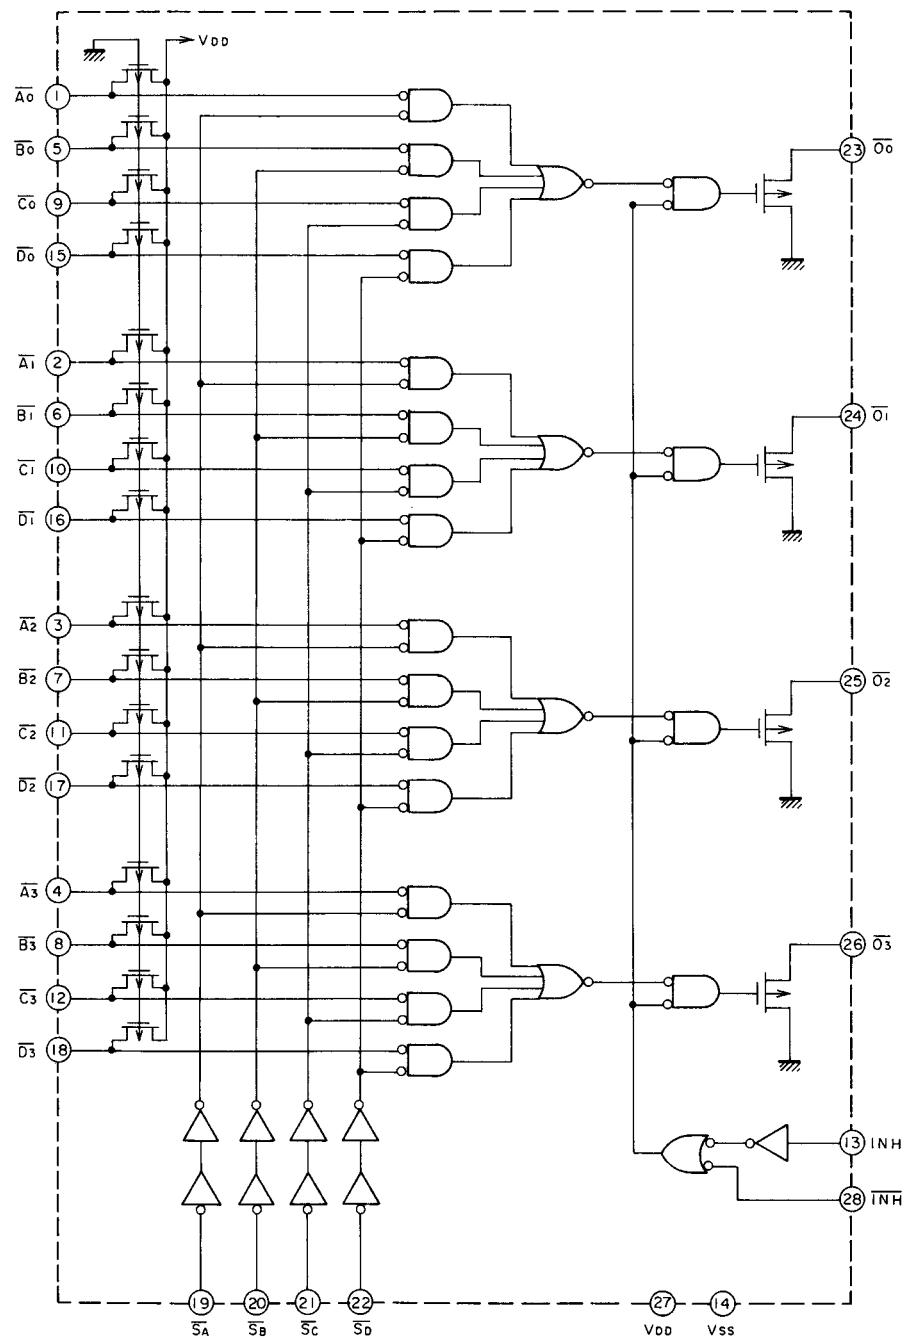 VDD
A0 1
B0 5
C0 9
D0 15
23 O0
A1 2
B1 6
C1 10
D1 16
24 O1
A2 3
B2 7
C2 11
D2 17
25 O2
A3 4
B3 8
C3 12
D3 18
26 O3
13 INH
28 INH
19 20 21 22 27 14
SA SB SC SD VDD VSS